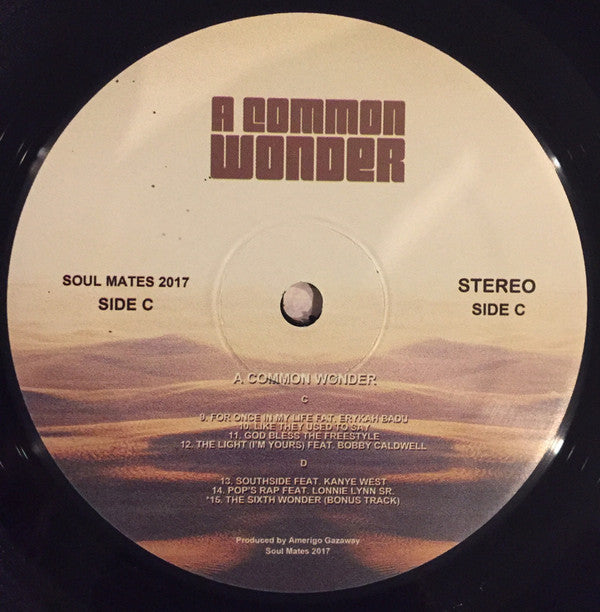 A COMMON
WONDER
SOUL MATES 2017
SIDE C
STEREO
SIDE C
A COMMON WONDER
C
9. FOR ONCE IN MY LIFE FAT. ERYKAH BADU
10. LIKE THEY USED TO SAY
11. GOD BLESS THE FREESTYLE
12. THE LIGHT (I'M YOURS) FEAT. BOBBY CALDWELL
D
13. SOUTHSIDE FEAT. KANYE WEST
14. POP'S RAP FEAT. LONNIE LYNN SR.
*15. THE SIXTH WONDER (BONUS TRACK)
Produced by Amerigo Gazaway
Soul Mates 2017